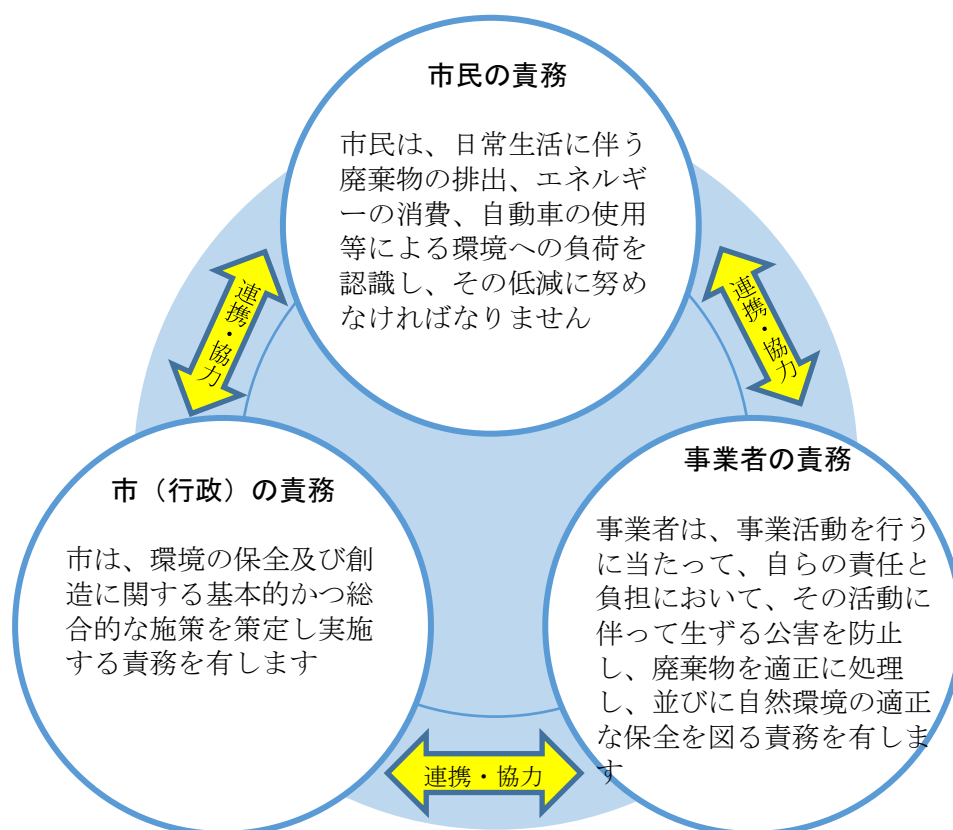 市民の責務
市民は、日常生活に伴う
廃棄物の排出、エネルギ
ーの消費、自動車の使用
等による環境への負荷を
認識し、その低減に努め
なければなりません
連携・協力
連携・協力
市（行政）の責務
市は、環境の保全及び創
造に関する基本的かつ総
合的な施策を策定し実施
する責務を有します
事業者の責務
事業者は、事業活動を行う
に当たって、自らの責任と
負担において、その活動に
伴って生ずる公害を防止
し、廃棄物を適正に処理
し、並びに自然環境の適正
な保全を図る責務を有しま
す
連携・協力